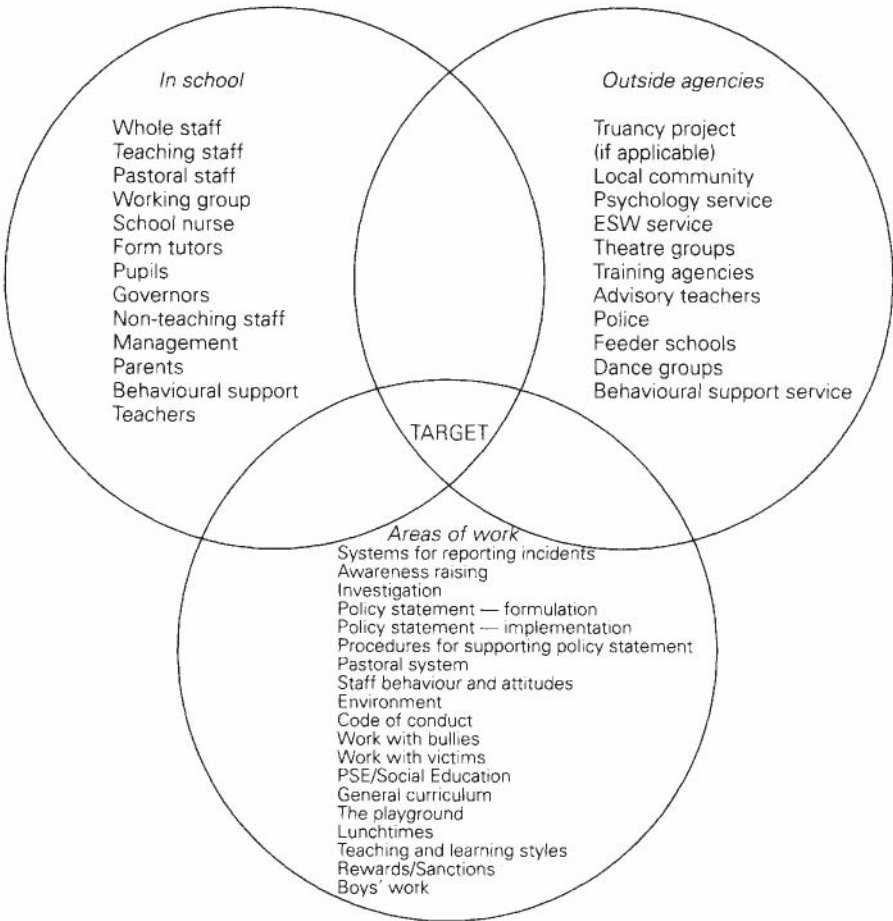 In school
Whole staff
Teaching staff
Pastoral staff
Working group
School nurse
Form tutors
Pupils
Governors
Non-teaching staff
Management
Parents
Behavioural support
Teachers
Outside agencies
Truancy project
(if applicable)
Local community
Psychology service
ESW service
Theatre groups
Training agencies
Advisory teachers
Police
Feeder schools
Dance groups
Behavioural support service
TARGET
Areas of work
Systems for reporting incidents
Awareness raising
Investigation
Policy statement — formulation
Policy statement — implementation
Procedures for supporting policy statement
Pastoral system
Staff behaviour and attitudes
Environment
Code of conduct
Work with bullies
Work with victims
PSE/Social Education
General curriculum
The playground
Lunchtimes
Teaching and learning styles
Rewards/Sanctions
Boys' work